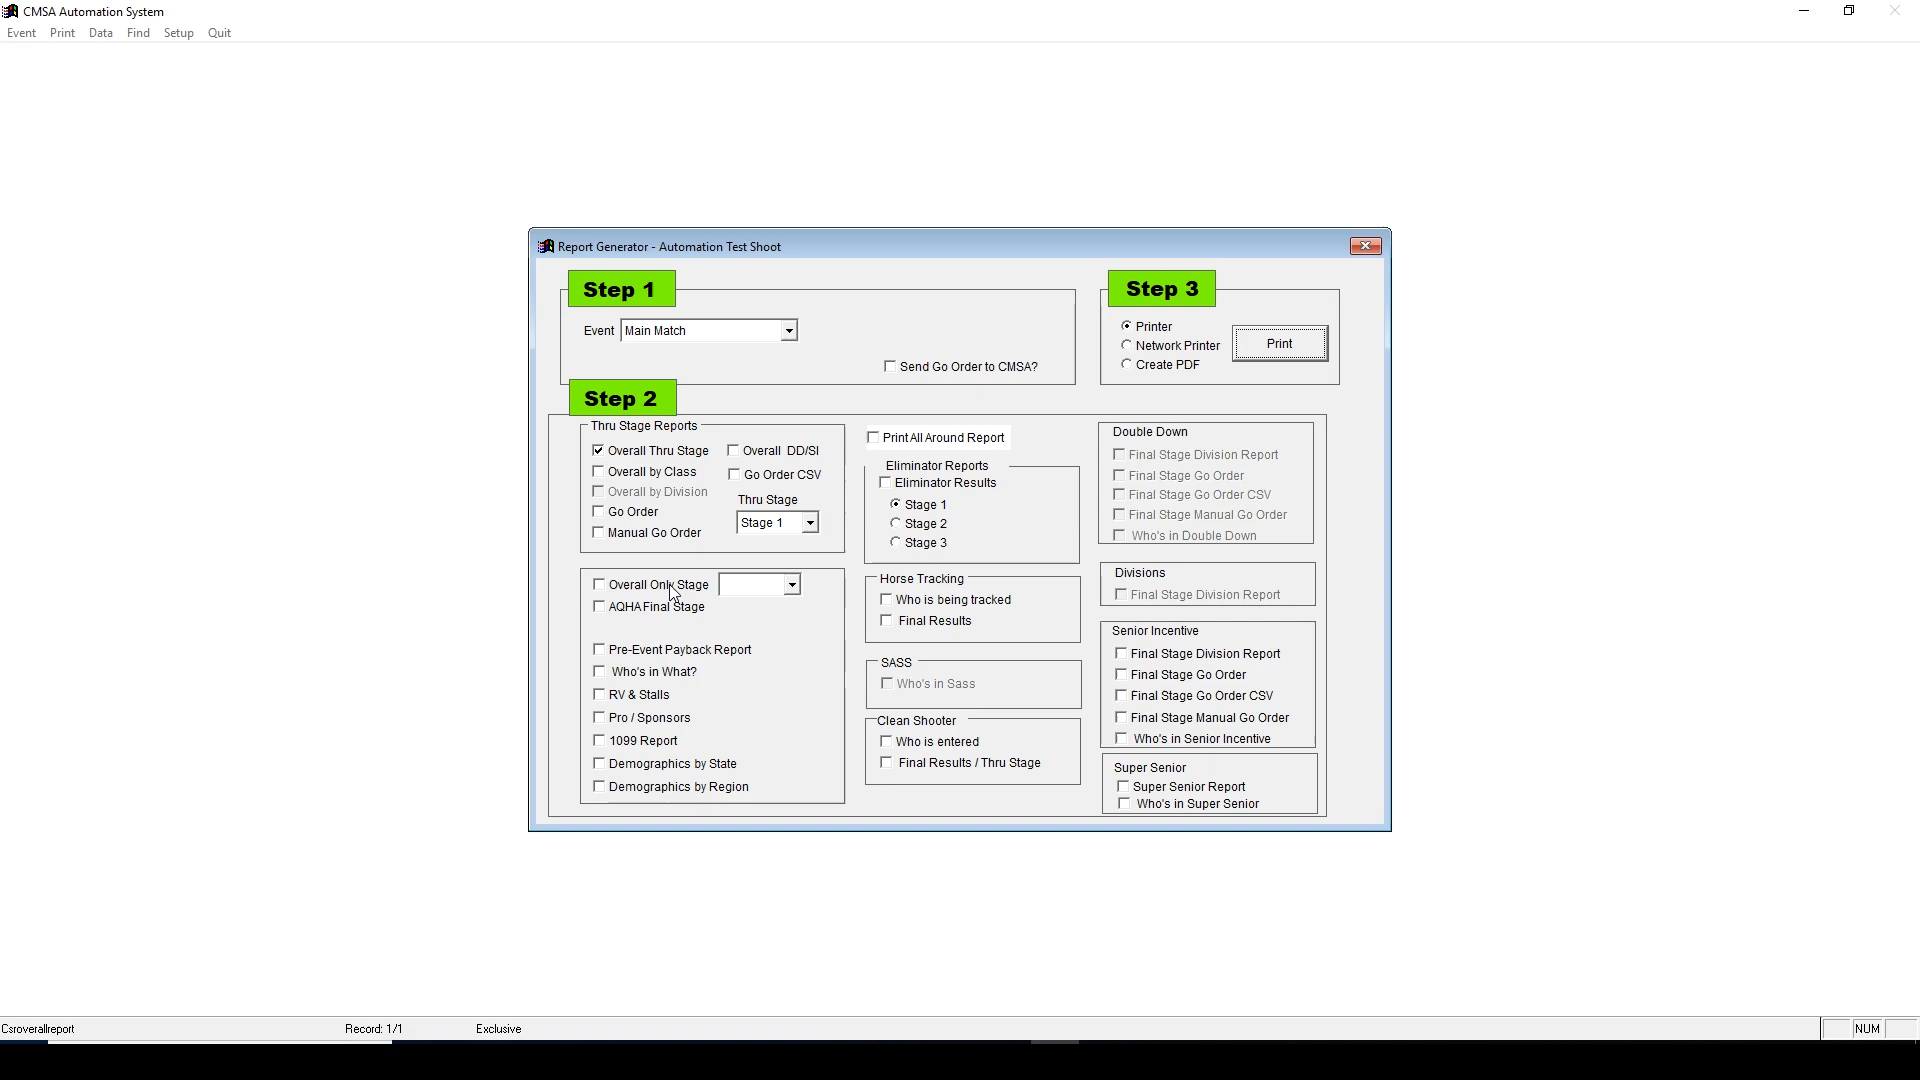 CMSA Automation System
Event Print Data Find Setup Quit
Report Generator - Automation Test Shoot
Step 1
Event Main Match
Send Go Order to CMSA?
Step 3
Printer
Network Printer
Create PDF
Print
Step 2
Thru Stage Reports
Overall Thru Stage
Overall by Class
Overall by Division
Go Order
Manual Go Order
Overall DD/SI
Go Order CSV
Thru Stage
Stage 1
Overall Only Stage
AQHA Final Stage
Pre-Event Payback Report
Who's in What?
RV & Stalls
Pro / Sponsors
1099 Report
Demographics by State
Demographics by Region
Print All Around Report
Eliminator Reports
Eliminator Results
Stage 1
Stage 2
Stage 3
Horse Tracking
Who is being tracked
Final Results
SASS
Who's in Sass
Clean Shooter
Who is entered
Final Results / Thru Stage
Double Down
Final Stage Division Report
Final Stage Go Order
Final Stage Go Order CSV
Final Stage Manual Go Order
Who's in Double Down
Divisions
Final Stage Division Report
Senior Incentive
Final Stage Division Report
Final Stage Go Order
Final Stage Go Order CSV
Final Stage Manual Go Order
Who's in Senior Incentive
Super Senior
Super Senior Report
Who's in Super Senior
Csroverallreport Record: 1/1 Exclusive NUM